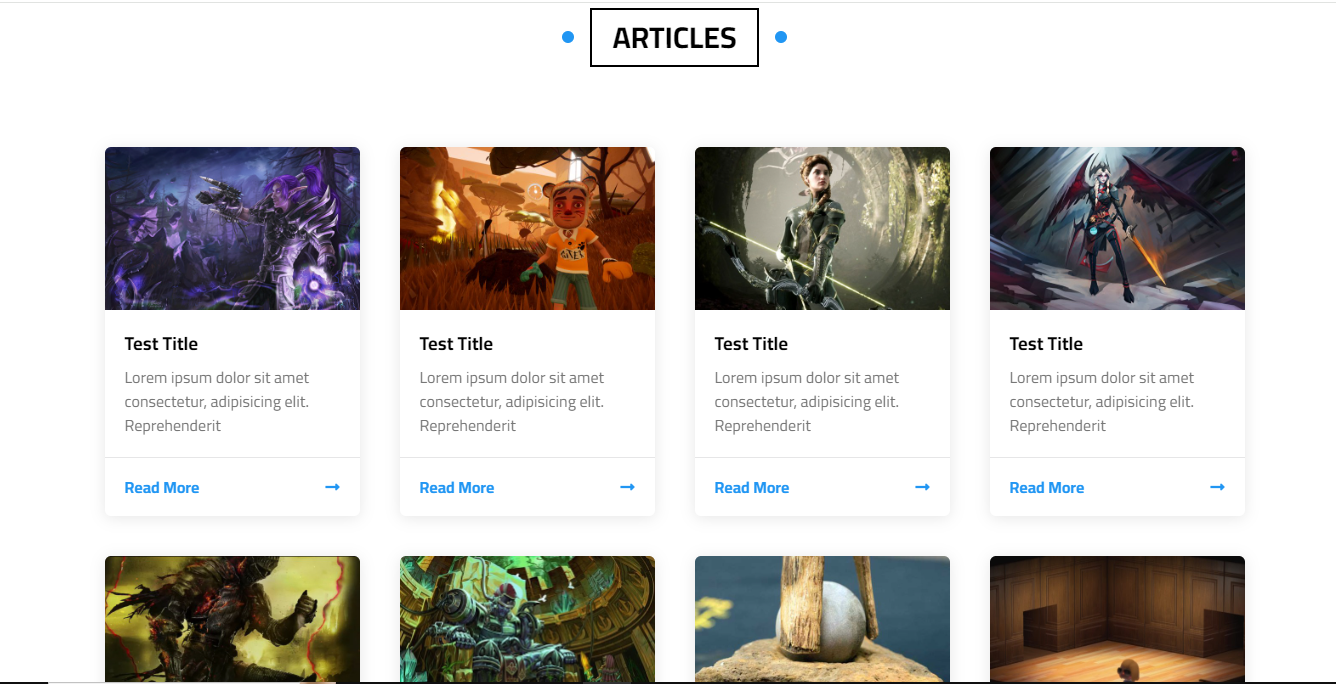 ARTICLES
Test Title
Lorem ipsum dolor sit amet
consectetur, adipisicing elit.
Reprehenderit
Read More
Test Title
Lorem ipsum dolor sit amet
consectetur, adipisicing elit.
Reprehenderit
Read More
Test Title
Lorem ipsum dolor sit amet
consectetur, adipisicing elit.
Reprehenderit
Read More
Test Title
Lorem ipsum dolor sit amet
consectetur, adipisicing elit.
Reprehenderit
Read More